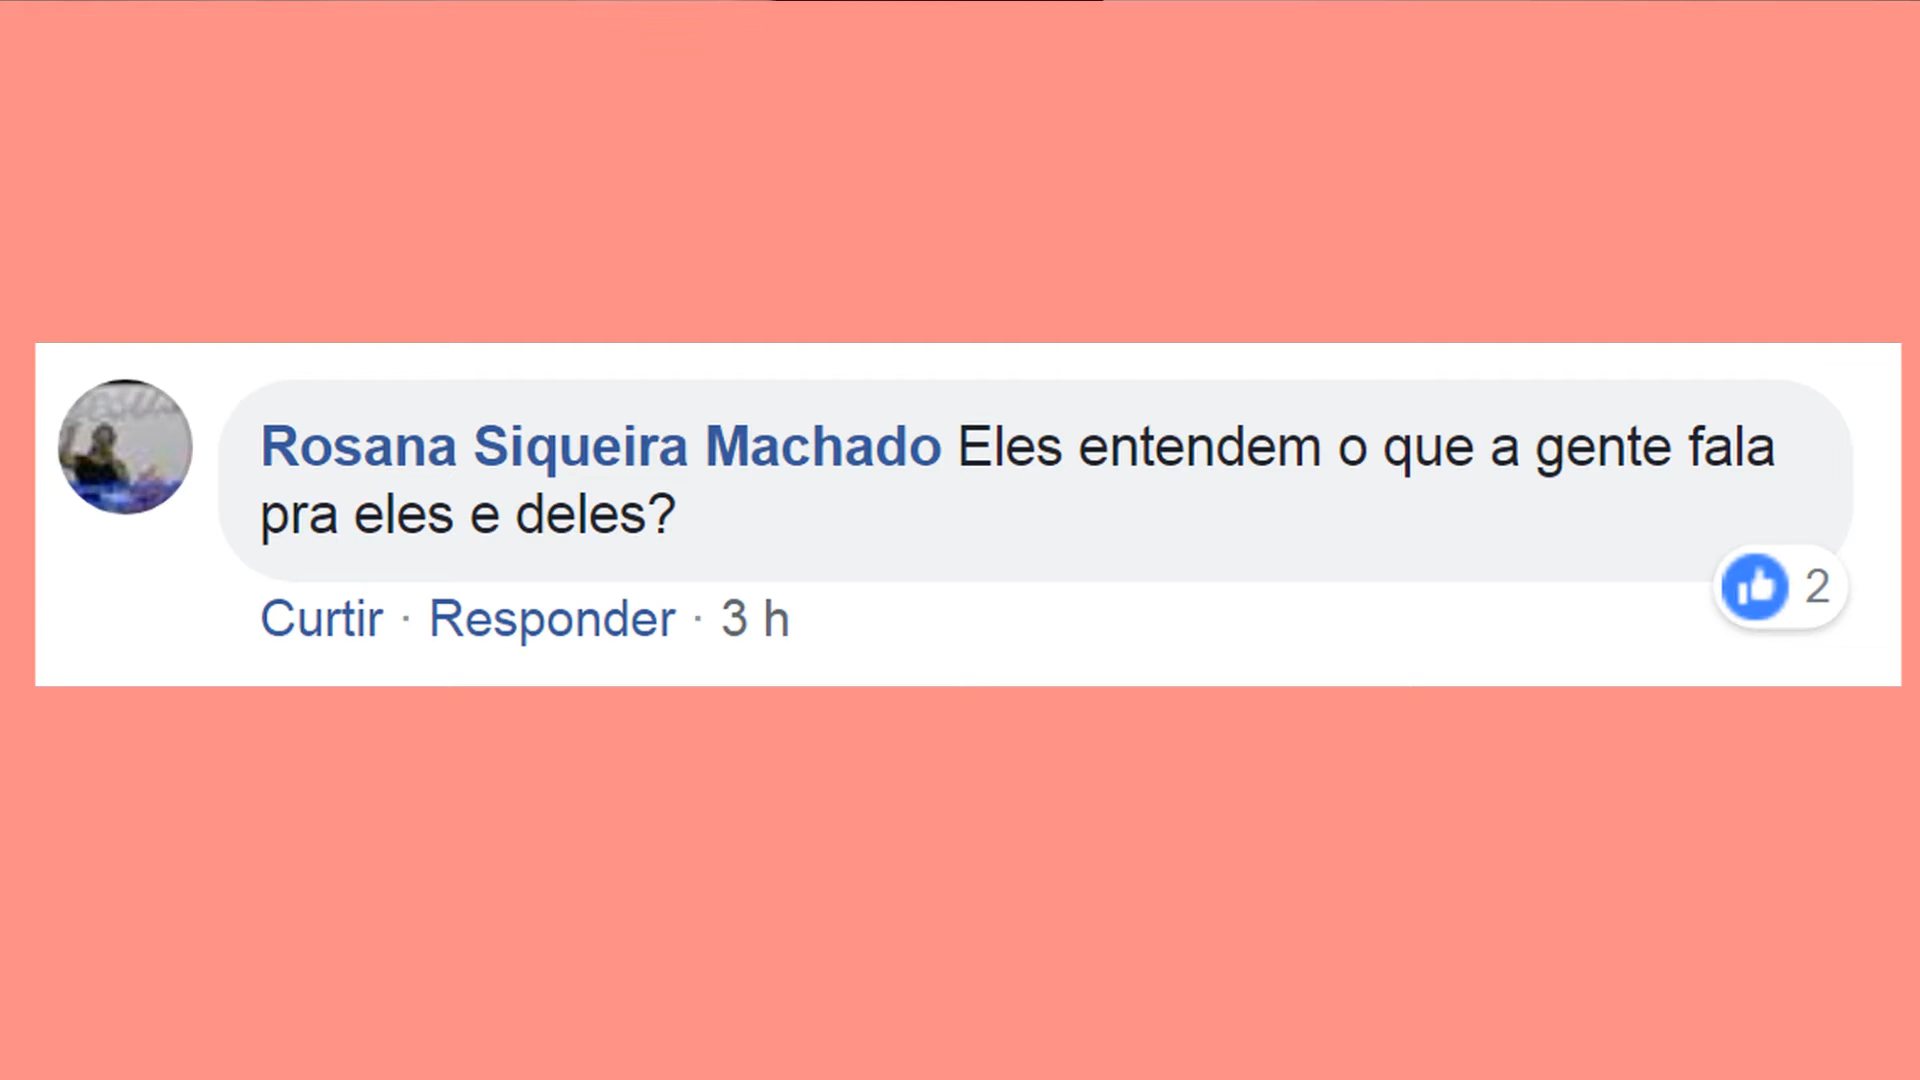 Rosana Siqueira Machado Eles entendem o que a gente fala
pra eles e deles?
2
Curtir · Responder · 3 h